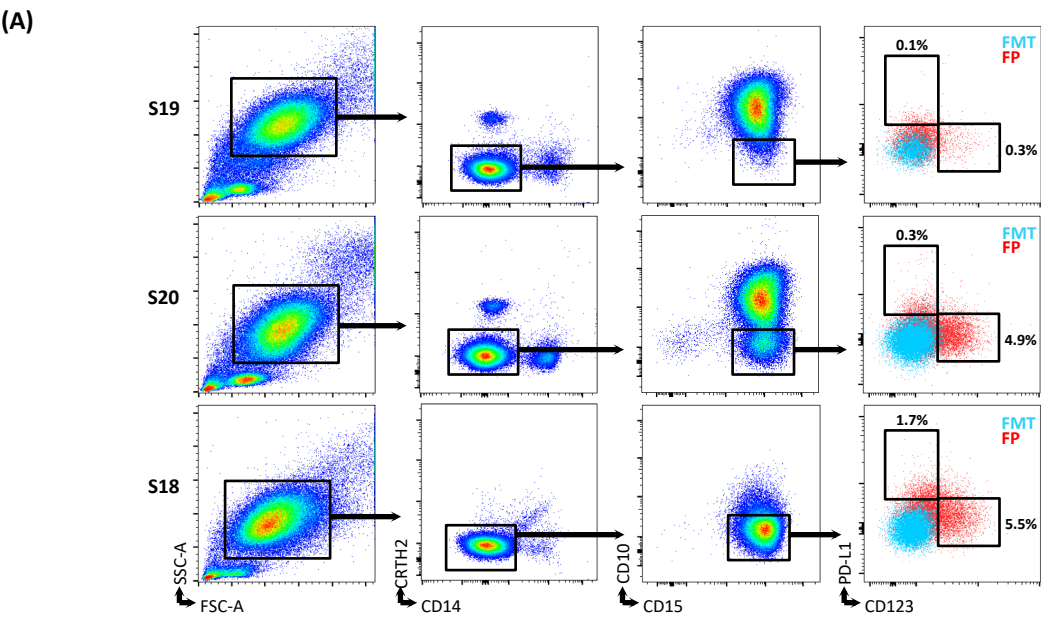 (A)
S19
0.1%
FMT
FP
0.3%
S20
0.3%
FMT
FP
4.9%
S18
1.7%
FMT
FP
5.5%
SSC-A
FSC-A
CRTH2
CD14
CD10
CD15
PD-L1
CD123